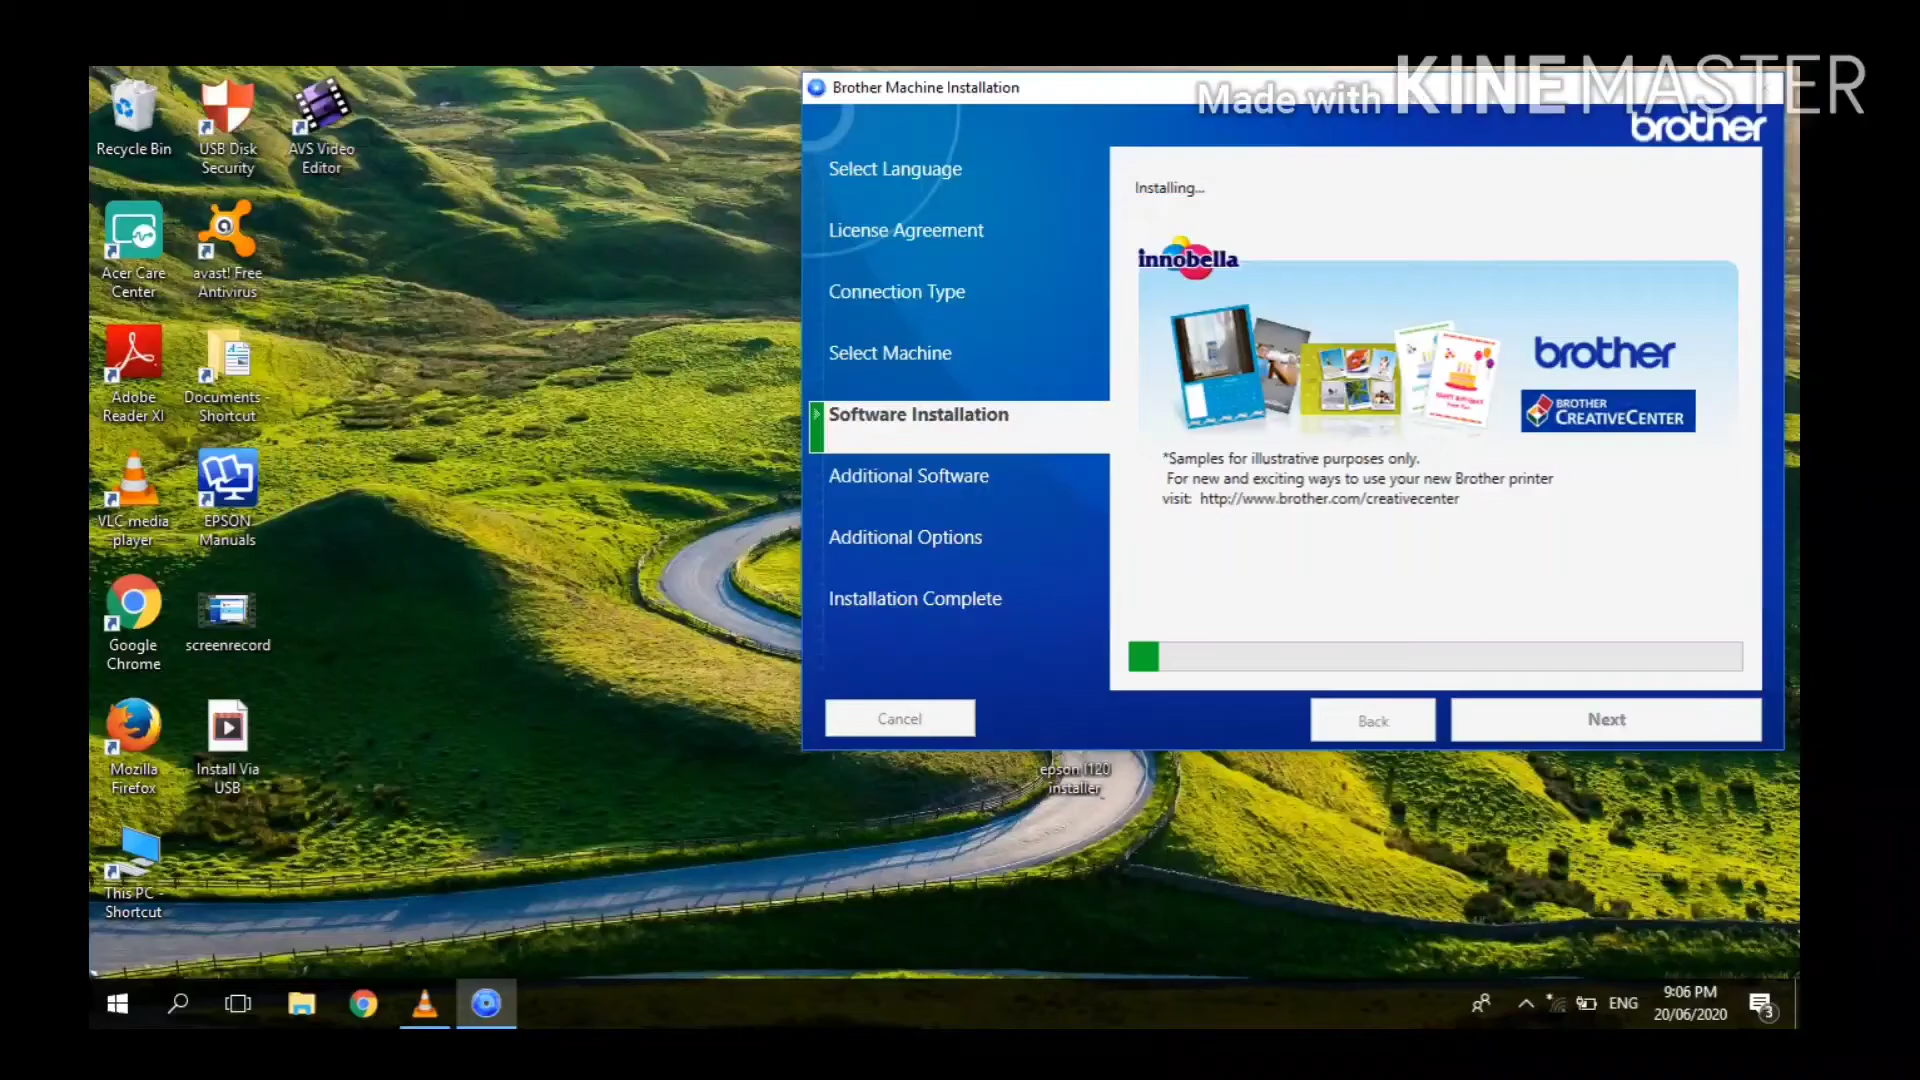 Made with KINEMASTER
Recycle Bin
USB Disk
Security
AVS Video
Editor
Acer Care
Center
avast! Free
Antivirus
Adobe
Reader XI
Documents -
Shortcut
VLC media
player
EPSON
Manuals
Google
Chrome
screenrecord
Mozilla
Firefox
Install Via
USB
This PC -
Shortcut
epson l120
installer
Brother Machine Installation
brother
Select Language
License Agreement
Connection Type
Select Machine
Software Installation
Additional Software
Additional Options
Installation Complete
Installing...
innobella
brother
BROTHER
CREATIVECENTER
*Samples for illustrative purposes only.
For new and exciting ways to use your new Brother printer
visit: http://www.brother.com/creativecenter
Cancel
Back
Next
ENG
9:06 PM
20/06/2020
3